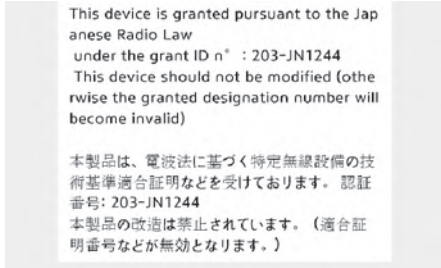 This device is granted pursuant to the Jap
anese Radio Law
under the grant ID n° : 203-JN1244
This device should not be modified (othe
rwise the granted designation number will
become invalid)
本製品は、電波法に基づく特定無線設備の技
術基準適合証明などを受けております。 認証
番号: 203-JN1244
本製品の改造は禁止されています。（適合証
明番号などが無効となります。）